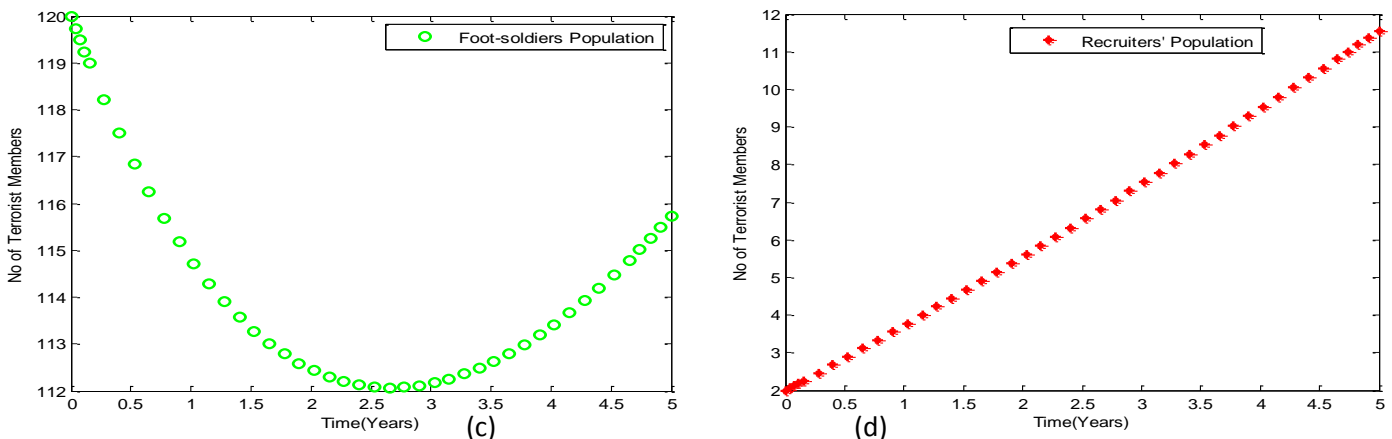 120
119
118
117
116
115
114
113
112
No of Terrorist Members
Foot-soldiers Population
0 0.5 1 1.5 2 2.5 3 3.5 4 4.5 5
Time(Years)
(c)
12
11
10
9
8
7
6
5
4
3
2
No of Terrorist Members
Recruiters' Population
0 0.5 1 1.5 2 2.5 3 3.5 4 4.5 5
Time(Years)
(d)